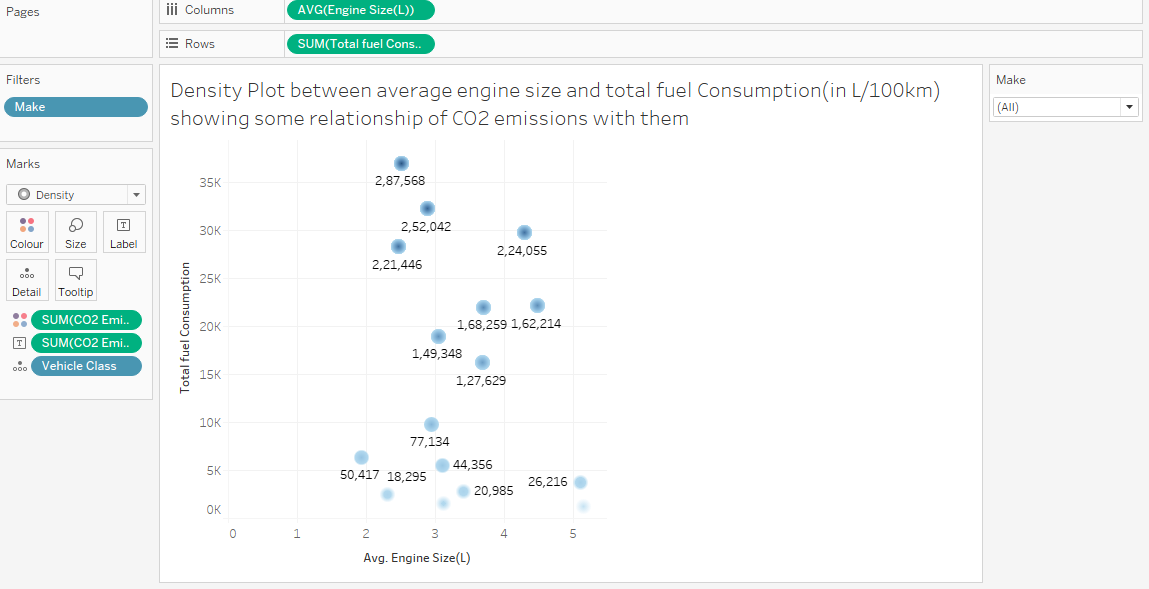 Pages
Columns
AVG(Engine Size(L))
Rows
SUM(Total fuel Cons..
Filters
Make
Marks
Density
Colour
Size
Label
Detail
Tooltip
SUM(CO2 Emi..
SUM(CO2 Emi..
Vehicle Class
Density Plot between average engine size and total fuel Consumption(in L/100km)
showing some relationship of CO2 emissions with them
Total fuel Consumption
35K
30K
25K
20K
15K
10K
5K
0K
2,87,568
2,52,042
2,24,055
2,21,446
1,68,259
1,62,214
1,49,348
1,27,629
77,134
50,417
18,295
44,356
20,985
26,216
0
1
2
3
4
5
Avg. Engine Size(L)
Make
(All)